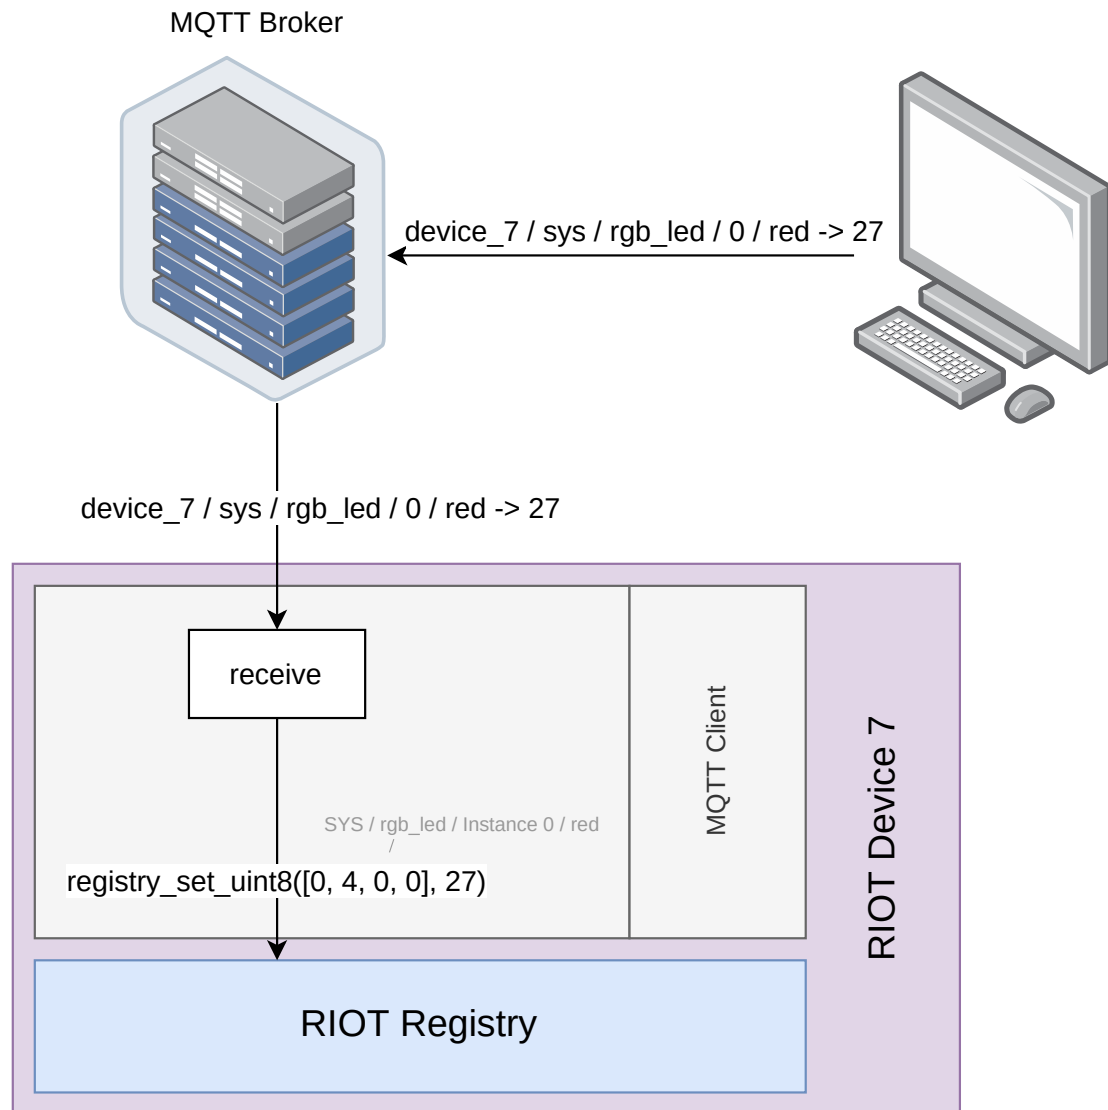 MQTT Broker
device_7 / sys / rgb_led / 0 / red -> 27
device_7 / sys / rgb_led / 0 / red -> 27
receive
MQTT Client
RIOT Device 7
SYS / rgb_led / Instance 0 / red
/
registry_set_uint8([0, 4, 0, 0], 27)
RIOT Registry